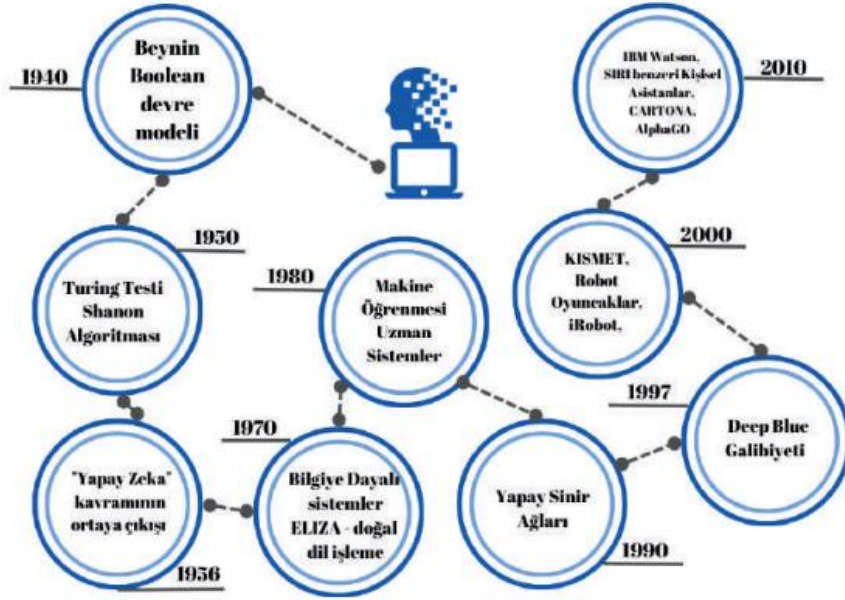 1940
Beynin
Boolean
devre
modeli
1950
Turing Testi
Shanon
Algoritması
"Yapay Zeka"
kavramının
ortaya çıkışı
1956
1970
Bilgiye Dayalı
sistemler
ELIZA - doğal
dil işleme
1980
Makine
Öğrenmesi
Uzman
Sistemler
Yapay Sinir
Ağları
1990
1997
Deep Blue
Galibiyeti
2000
KISMET,
Robot
Oyuncaklar,
iRobot,
2010
IBM Watson,
SIRI benzeri Kişisel
Asistanlar,
CARTONA,
AlphaGO